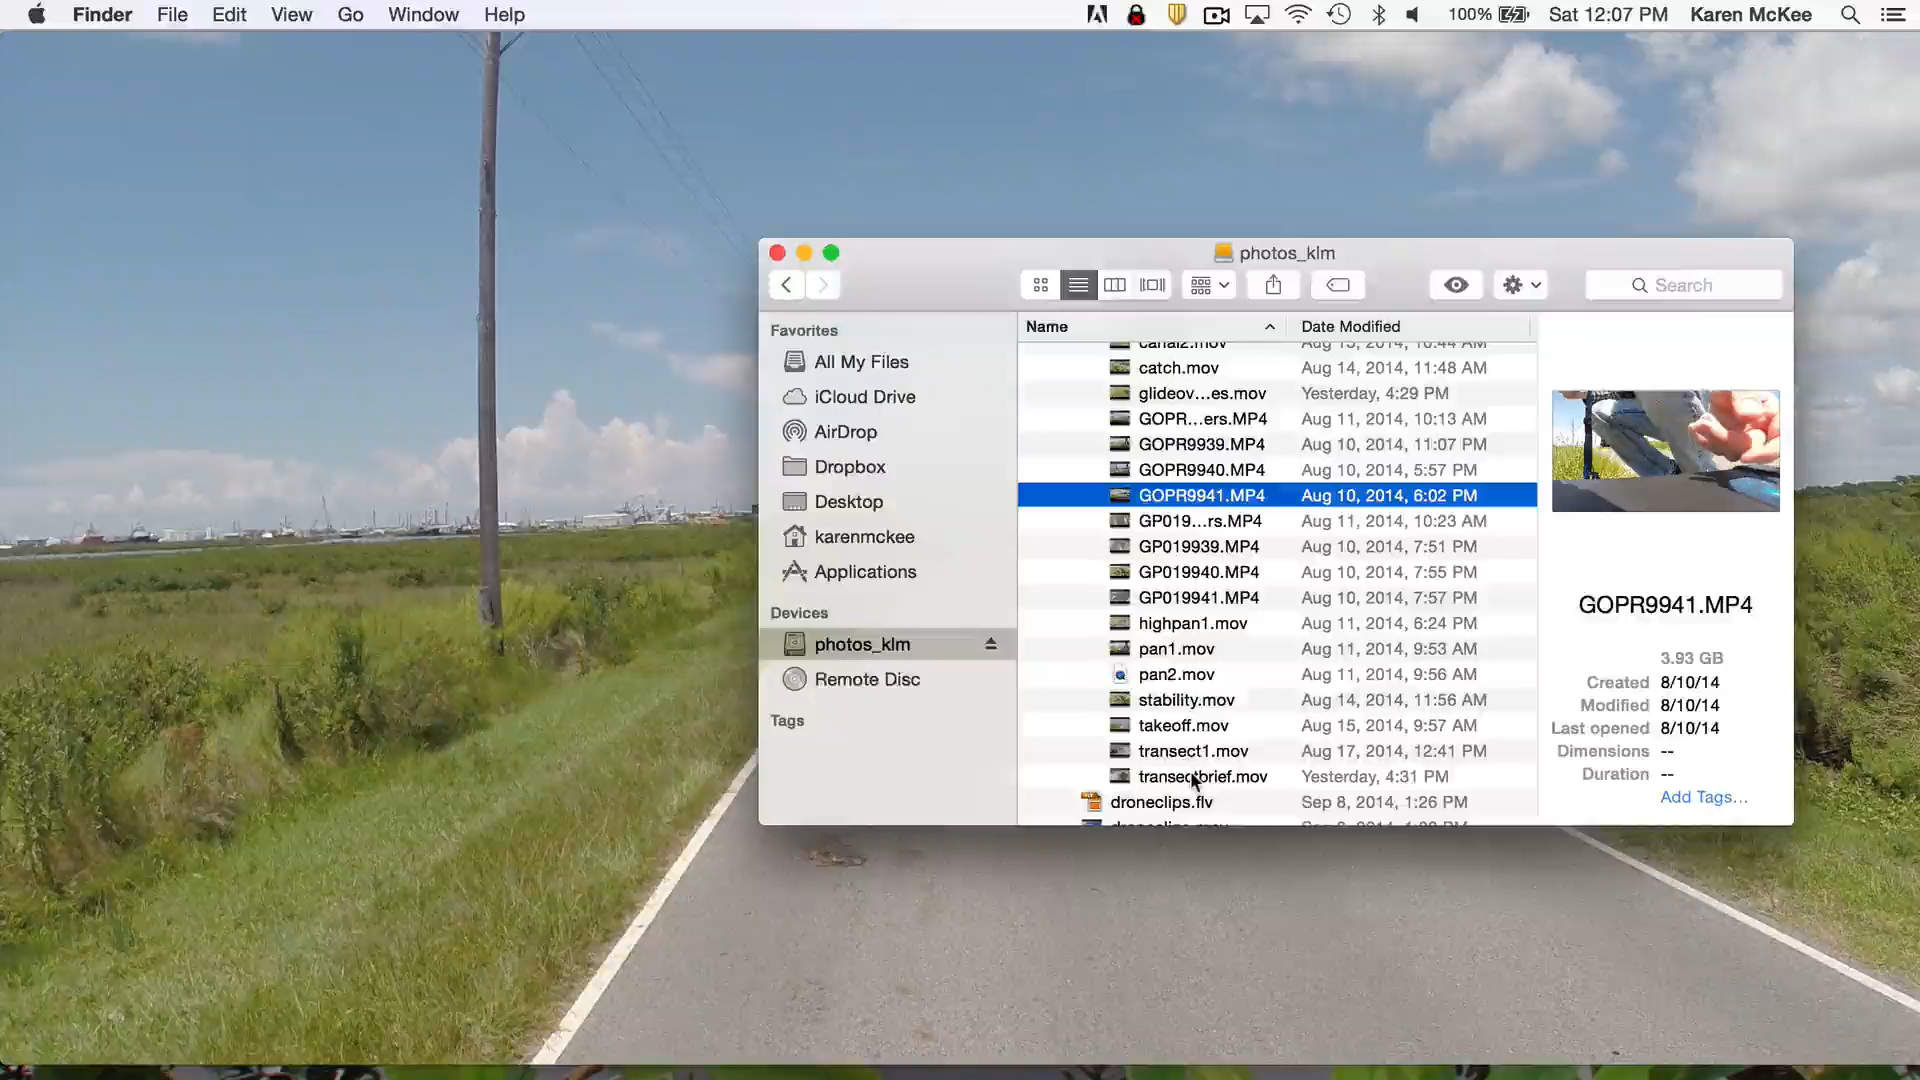 Finder File Edit View Go Window Help 100% Sat 12:07 PM Karen McKee
photos_klm
Search
Favorites
All My Files
iCloud Drive
AirDrop
Dropbox
Desktop
karenmckee
Applications
Devices
photos_klm
Remote Disc
Tags
Name Date Modified
canal2.mov Aug 13, 2014, 10:44 AM
catch.mov Aug 14, 2014, 11:48 AM
glideov...es.mov Yesterday, 4:29 PM
GOPR...ers.MP4 Aug 11, 2014, 10:13 AM
GOPR9939.MP4 Aug 10, 2014, 11:07 PM
GOPR9940.MP4 Aug 10, 2014, 5:57 PM
GOPR9941.MP4 Aug 10, 2014, 6:02 PM
GP019...rs.MP4 Aug 11, 2014, 10:23 AM
GP019939.MP4 Aug 10, 2014, 7:51 PM
GP019940.MP4 Aug 10, 2014, 7:55 PM
GP019941.MP4 Aug 10, 2014, 7:57 PM
highpan1.mov Aug 11, 2014, 6:24 PM
pan1.mov Aug 11, 2014, 9:53 AM
pan2.mov Aug 11, 2014, 9:56 AM
stability.mov Aug 14, 2014, 11:56 AM
takeoff.mov Aug 15, 2014, 9:57 AM
transect1.mov Aug 17, 2014, 12:41 PM
transectbrief.mov Yesterday, 4:31 PM
droneclips.flv Sep 8, 2014, 1:26 PM
GOPR9941.MP4
3.93 GB
Created 8/10/14
Modified 8/10/14
Last opened 8/10/14
Dimensions --
Duration --
Add Tags...